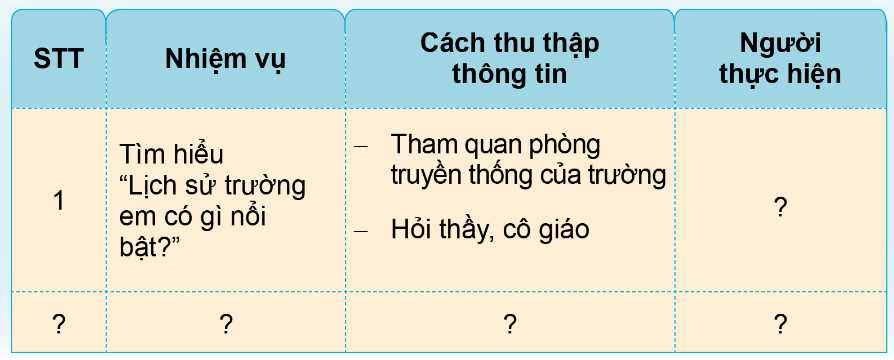 STT
Nhiệm vụ
Cách thu thập
thông tin
Người
thực hiện
1
Tìm hiểu
“Lịch sử trường
em có gì nổi
bật?”
– Tham quan phòng
truyền thống của trường
– Hỏi thầy, cô giáo
?
?
?
?
?